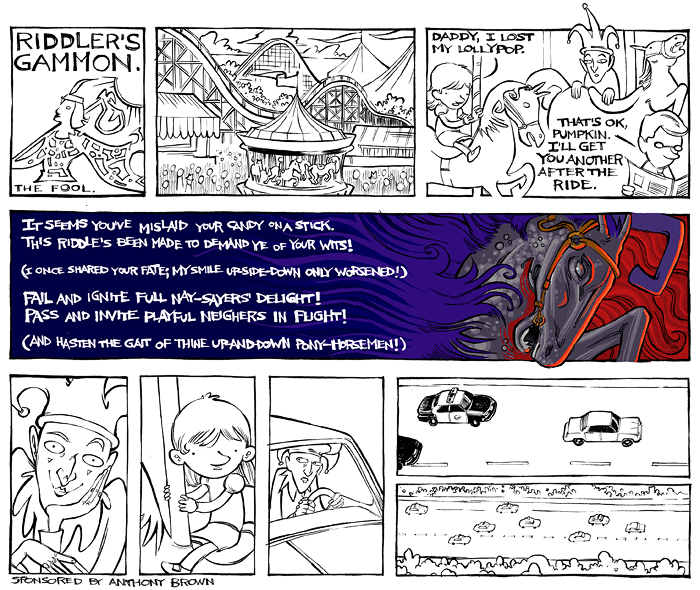 RIDDLER'S
GAMMON.
THE FOOL.
DADDY, I LOST
MY LOLLYPOP.
THAT'S OK,
PUMPKIN.
I'LL GET
YOU ANOTHER
AFTER THE
RIDE.
IT SEEMS YOU'VE MISLAID YOUR CANDY ON A STICK.
THIS RIDDLE'S BEEN MADE TO DEMAND YE OF YOUR WITS!
(I ONCE SHARED YOUR FATE; MY SMILE UPSIDE-DOWN ONLY WORSENED!)
FAIL AND IGNITE FULL NAY-SAYERS' DELIGHT!
PASS AND INVITE PLAYFUL NEIGHERS IN FLIGHT!
(AND HASTEN THE GAIT OF THINE UP-AND-DOWN PONY-HORSEMEN!)
SPONSORED BY ANTHONY BROWN